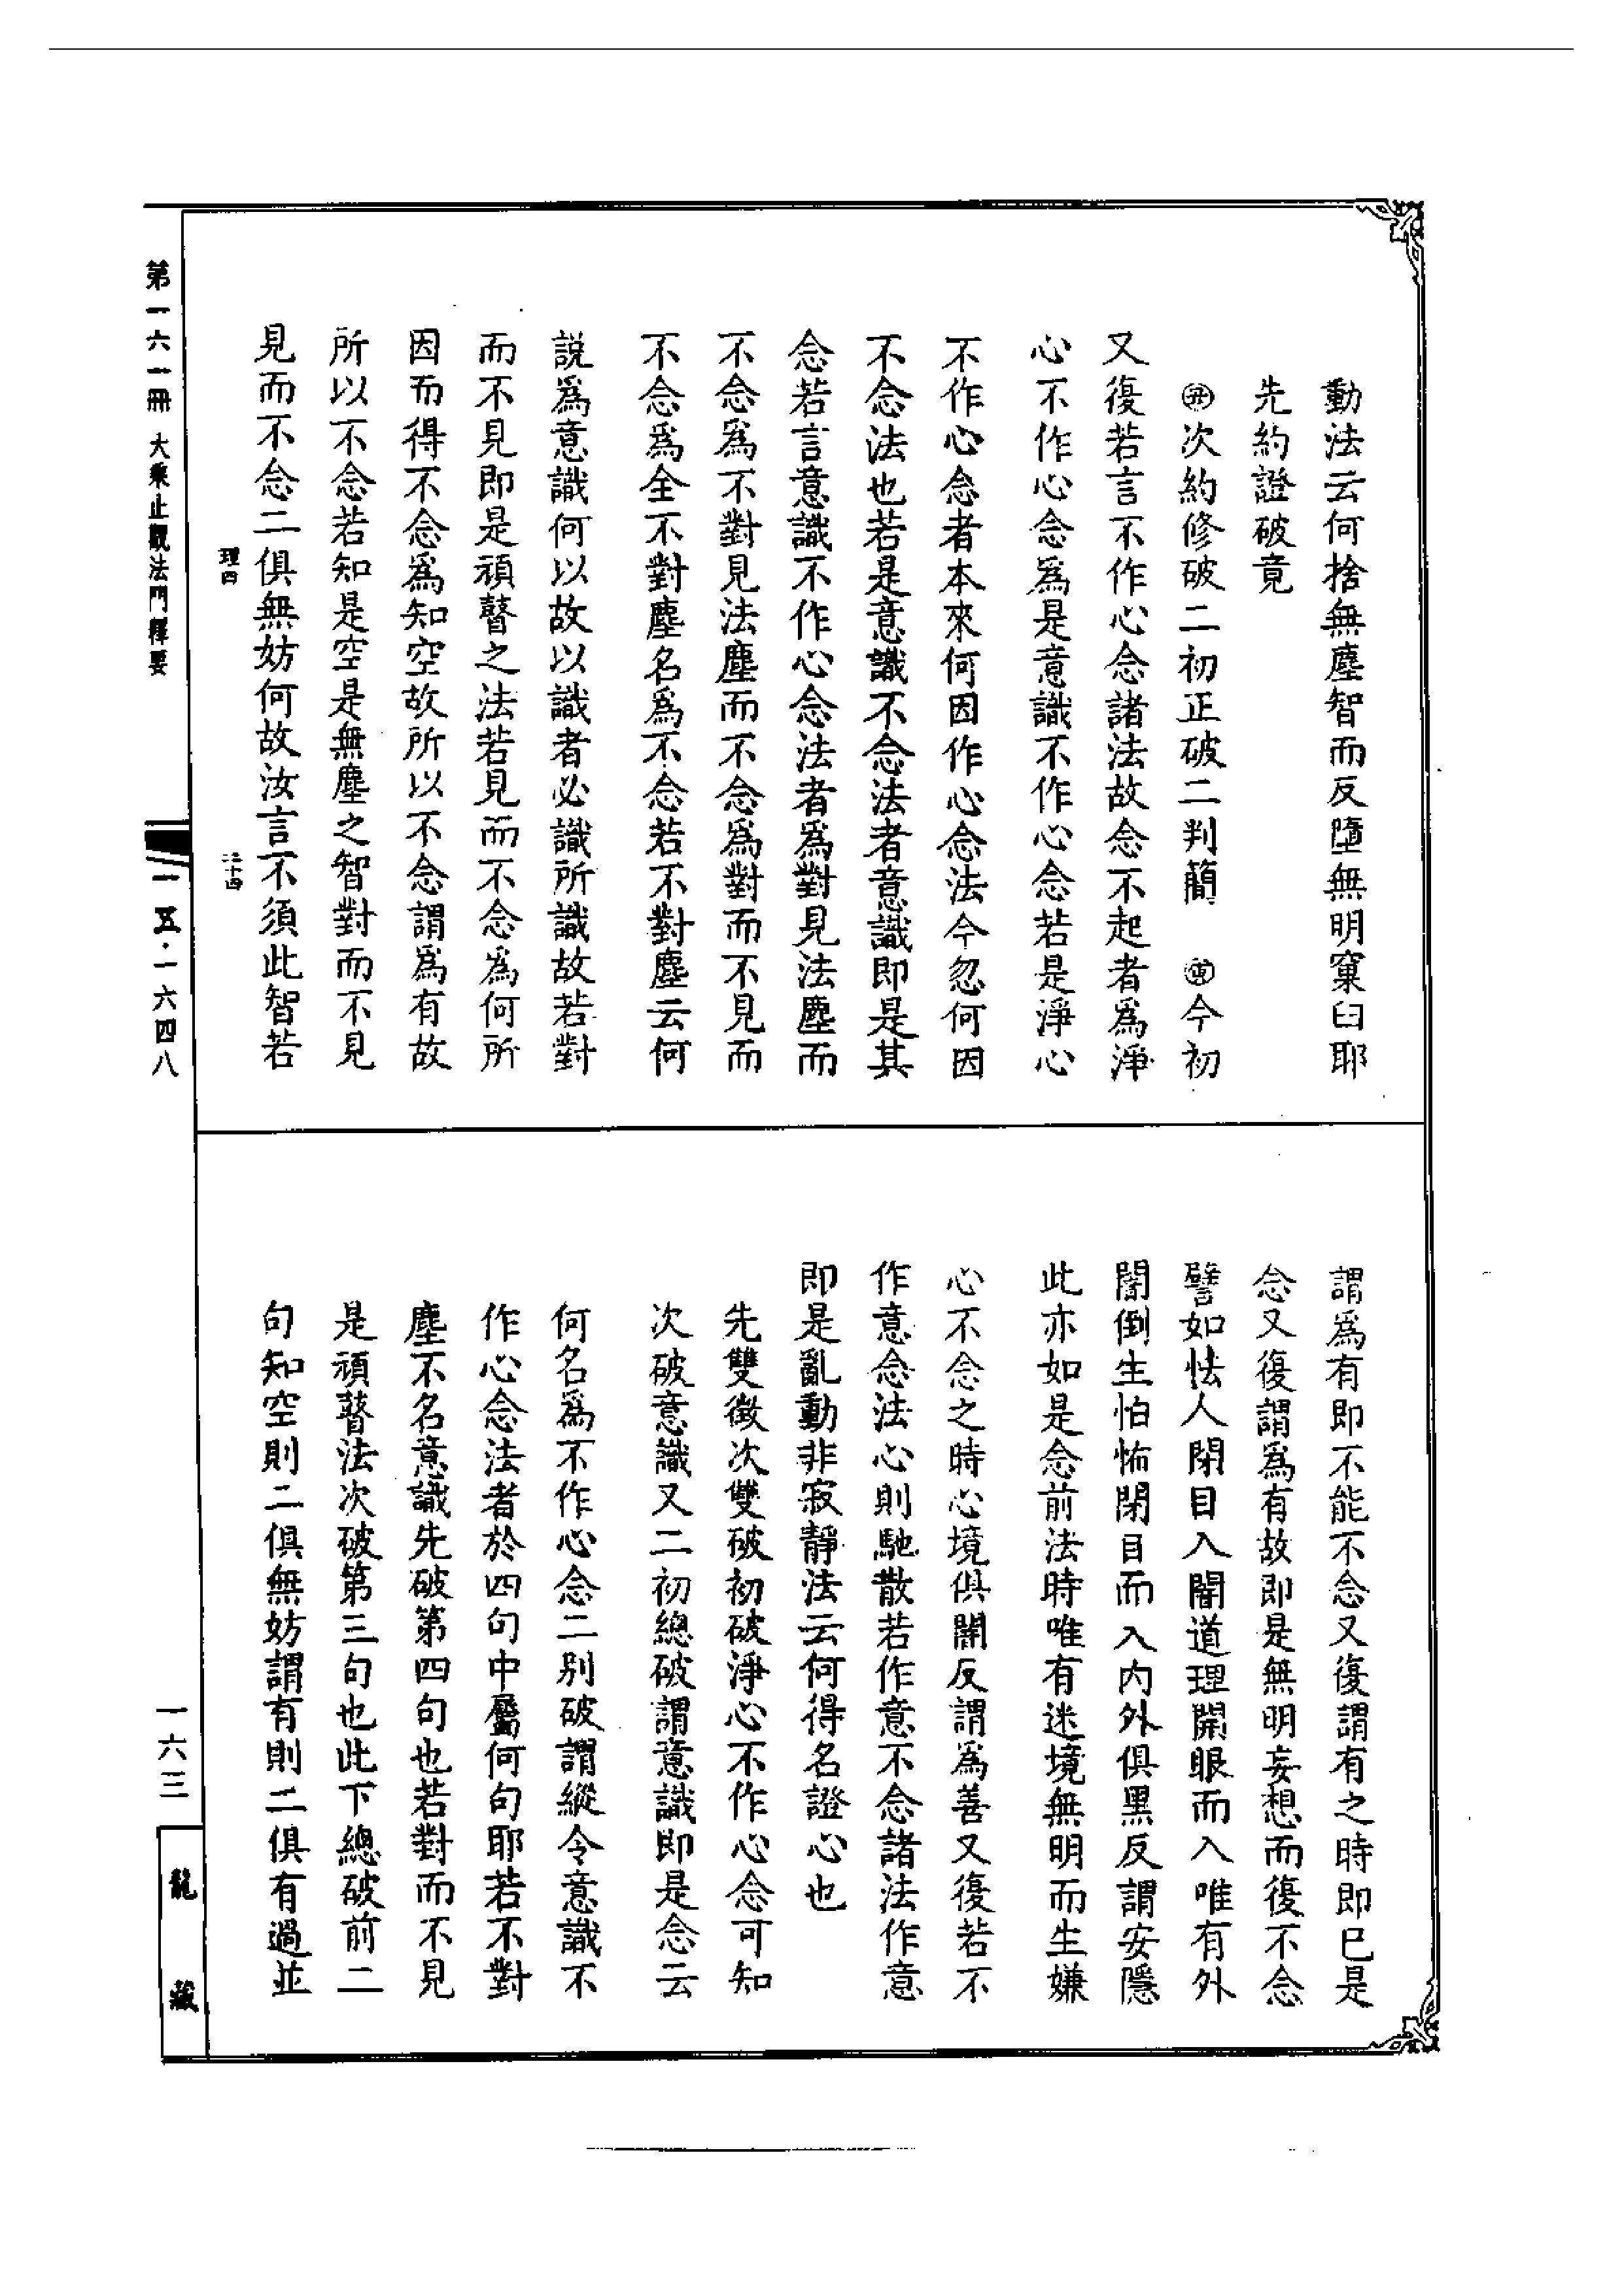 動法云何捨無塵智而反墮無明窠臼耶
先約證破竟
次約修破二初正破二判簡　今初
又復若言不作心念諸法故念不起者爲淨
心不作心念爲是意識不作心念若是淨心
不作心念者本來何因作心念法今忽何因
不念法也若是意識不念法者意識即是其
念若言意識不作心念法者爲對見法塵而
不念爲不對見法塵而不念爲對而不見而
不念爲全不對塵名爲不念若不對塵云何
說爲意識何以故以識者必識所識故若對
而不見即是頑瞽之法若見而不念爲何所
因而得不念爲知空故所以不念謂爲有故
所以不念若知是空是無塵之智對而不見
見而不念二俱無妨何故汝言不須此智若
理四
二十四
謂爲有即不能不念又復謂有之時即已是
念又復謂爲有故即是無明妄想而復不念
譬如怯人閉目入闇道理開眼而入唯有外
闇倒生怕怖閉目而入內外俱黑反謂安隱
此亦如是念前法時唯有迷境無明而生嫌
心不念之時心境俱闇反謂爲善又復若不
作意念法心則馳散若作意不念諸法作意
即是亂動非寂靜法云何得名證心也
先雙徵次雙破初破淨心不作心念可知
次破意識又二初總破謂意識即是念云
何名爲不作心念二別破謂縱令意識不
作心念法者於四句中屬何句耶若不對
塵不名意識先破第四句也若對而不見
是頑瞽法次破第三句也此下總破前二
句知空則二俱無妨謂有則二俱有過並
第一六一冊　大乘止觀法門釋要
一五·一六四八
一六三
龍藏